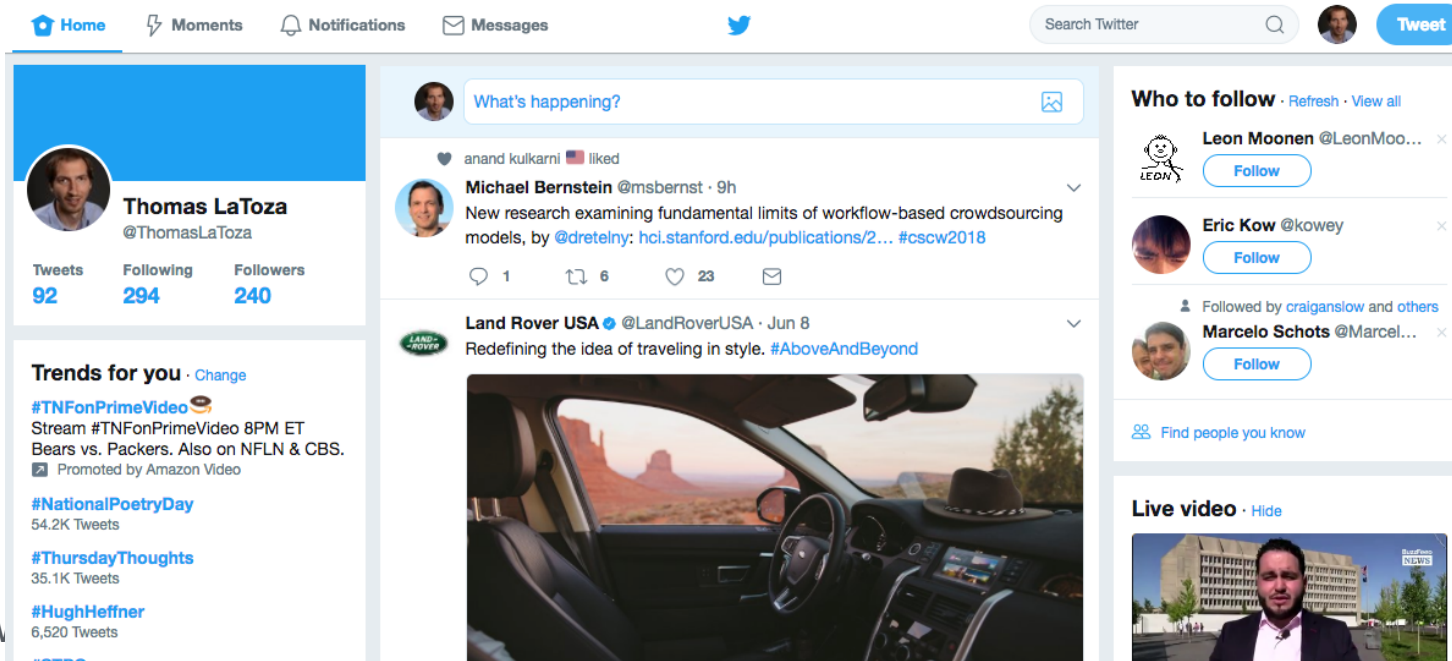 Home Moments Notifications Messages Search Twitter Tweet
Thomas LaToza
@ThomasLaToza
Tweets Following Followers
92 294 240
Trends for you · Change
#TNFonPrimeVideo
Stream #TNFonPrimeVideo 8PM ET
Bears vs. Packers. Also on NFLN & CBS.
Promoted by Amazon Video
#NationalPoetryDay
54.2K Tweets
#ThursdayThoughts
35.1K Tweets
#HughHeffner
6,520 Tweets
What's happening?
anand kulkarni liked
Michael Bernstein @msbernst · 9h
New research examining fundamental limits of workflow-based crowdsourcing
models, by @dretelny: hci.stanford.edu/publications/2… #cscw2018
1 6 23
Land Rover USA @LandRoverUSA · Jun 8
LAND-
-ROVER
Redefining the idea of traveling in style. #AboveAndBeyond
Who to follow · Refresh · View all
Leon Moonen @LeonMoo...
LEON
Follow
Eric Kow @kowey
Follow
Followed by craiganslow and others
Marcelo Schots @Marcel...
Follow
Find people you know
Live video · Hide
BuzzFeed
NEWS